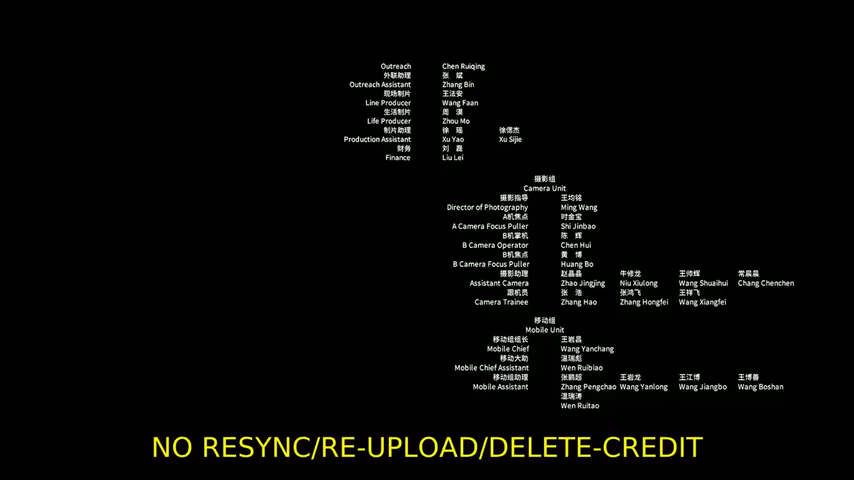 Outreach Chen Ruiqing
外联助理 张 斌
Outreach Assistant Zhang Bin
现场制片 王法安
Line Producer Wang Faan
生活制片 周 漠
Life Producer Zhou Mo
制片助理 徐 瑶 徐偲杰
Production Assistant Xu Yao Xu Sijie
财务 刘 磊
Finance Liu Lei
摄影组
Camera Unit
摄影指导 王均铭
Director of Photography Ming Wang
A机焦点 时金宝
A Camera Focus Puller Shi Jinbao
B机掌机 陈 辉
B Camera Operator Chen Hui
B机焦点 黄 博
B Camera Focus Puller Huang Bo
摄影助理 赵晶晶 牛修龙 王帅辉 常晨晨
Assistant Camera Zhao Jingjing Niu Xiulong Wang Shuaihui Chang Chenchen
跟机员 张 浩 张鸿飞 王祥飞
Camera Trainee Zhang Hao Zhang Hongfei Wang Xiangfei
移动组
Mobile Unit
移动组组长 王岩昌
Mobile Chief Wang Yanchang
移动大助 温瑞彪
Mobile Chief Assistant Wen Ruibiao
移动组助理 张鹏超 王岩龙 王江博 王博善
Mobile Assistant Zhang Pengchao Wang Yanlong Wang Jiangbo Wang Boshan
温瑞涛
Wen Ruitao
NO RESYNC/RE-UPLOAD/DELETE-CREDIT